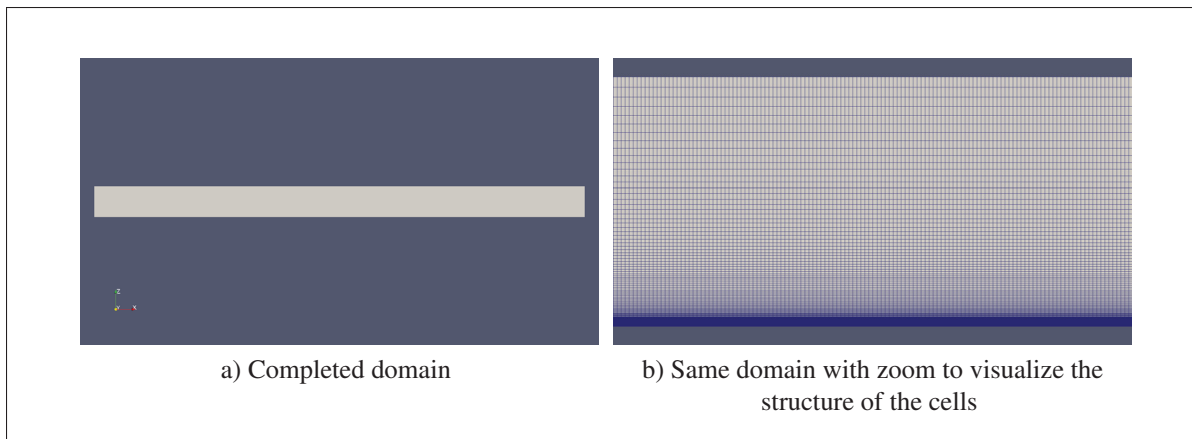 Z
Y X
a) Completed domain
b) Same domain with zoom to visualize the
structure of the cells